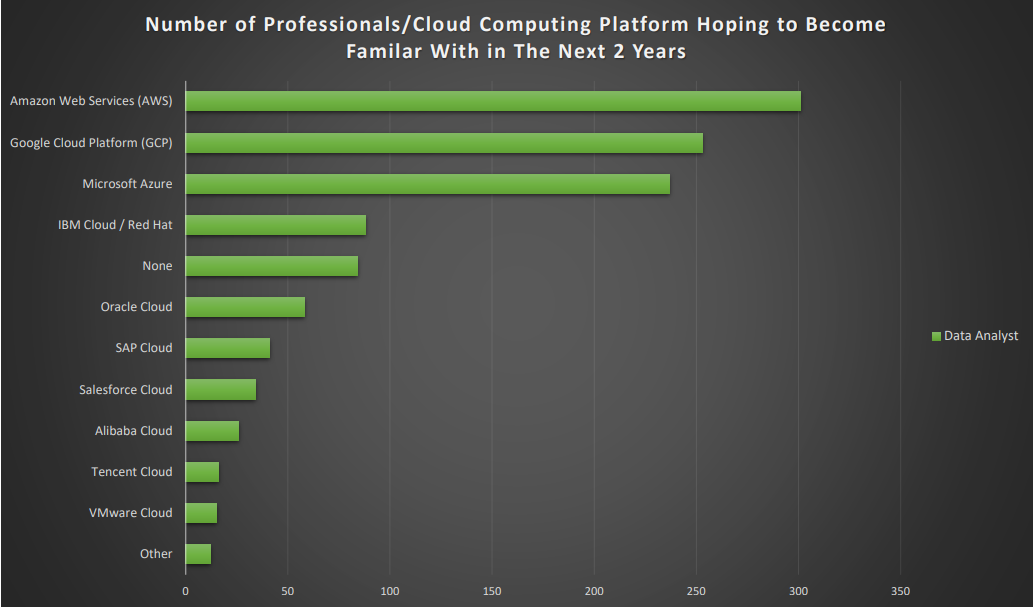 Number of Professionals/Cloud Computing Platform Hoping to Become
Familar With in The Next 2 Years
Amazon Web Services (AWS)
Google Cloud Platform (GCP)
Microsoft Azure
IBM Cloud / Red Hat
None
Oracle Cloud
SAP Cloud
Salesforce Cloud
Alibaba Cloud
Tencent Cloud
VMware Cloud
Other
0 50 100 150 200 250 300 350
Data Analyst